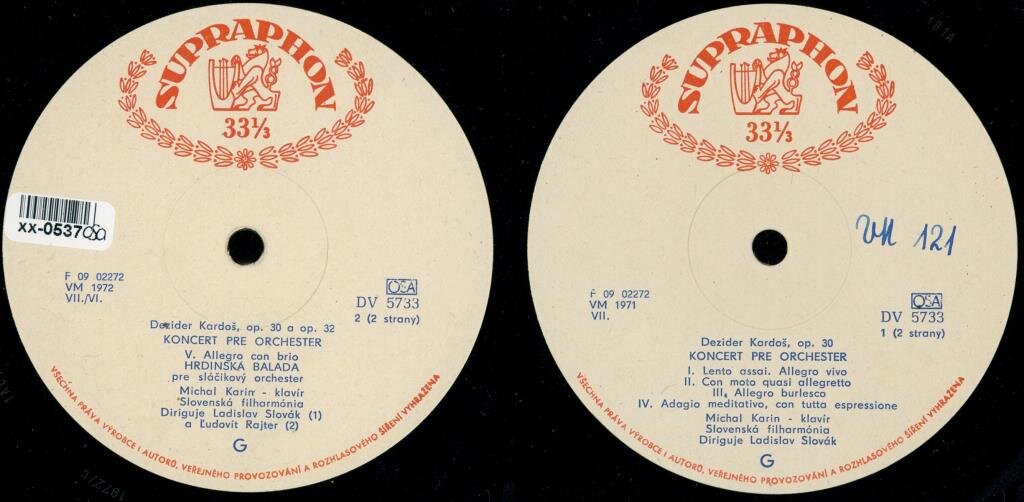 SUPRAPHON
33⅓
xx-0537
F 09 02272
VM 1972
VII./VI.
OSA
DV 5733
2 (2 strany)
Dezider Kardoš, op. 30 a op. 32
KONCERT PRE ORCHESTER
V. Allegro con brio
HRDINSKÁ BALADA
pre sláčikový orchester
Michal Karin - klavír
Slovenská filharmónia
Diriguje Ladislav Slovák (1)
a Ľudovít Rajter (2)
G
VŠECHNA PRÁVA VÝROBCE I AUTORŮ, VEŘEJNÉHO PROVOZOVÁNÍ A ROZHLASOVÉHO ŠÍŘENÍ VYHRAZENA
SUPRAPHON
33⅓
VM 121
F 09 02272
VM 1971
VII.
OSA
DV 5733
1 (2 strany)
Dezider Kardoš, op. 30
KONCERT PRE ORCHESTER
I. Lento assai. Allegro vivo
II. Con moto quasi allegretto
III. Allegro burlesco
IV. Adagio meditativo, con tutta espressione
Michal Karin - klavír
Slovenská filharmónia
Diriguje Ladislav Slovák
G
VŠECHNA PRÁVA VÝROBCE I AUTORŮ, VEŘEJNÉHO PROVOZOVÁNÍ A ROZHLASOVÉHO ŠÍŘENÍ VYHRAZENA